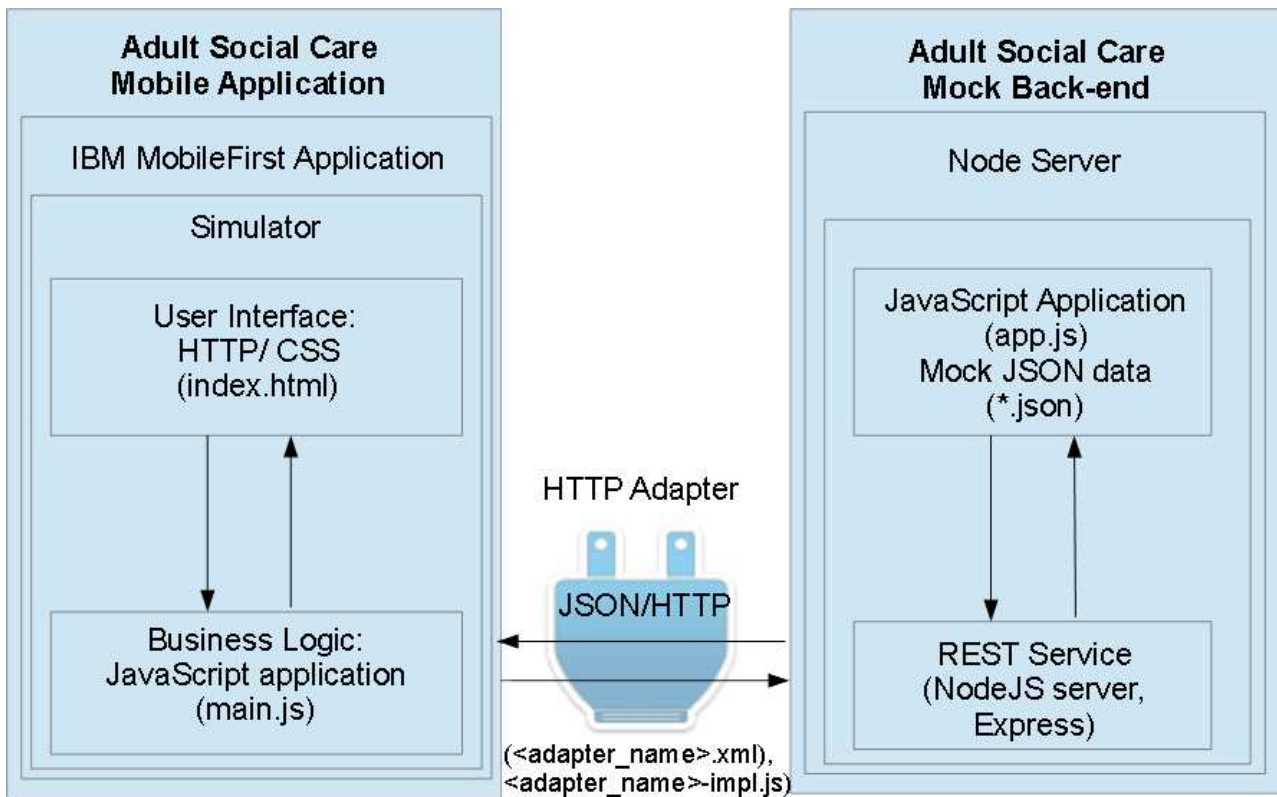 Adult Social Care
Mobile Application
IBM MobileFirst Application
Simulator
User Interface:
HTTP/ CSS
(index.html)
Business Logic:
JavaScript application
(main.js)
HTTP Adapter
JSON/HTTP
(<adapter_name>.xml),
<adapter_name>-impl.js)
Adult Social Care
Mock Back-end
Node Server
JavaScript Application
(app.js)
Mock JSON data
(*.json)
REST Service
(NodeJS server,
Express)